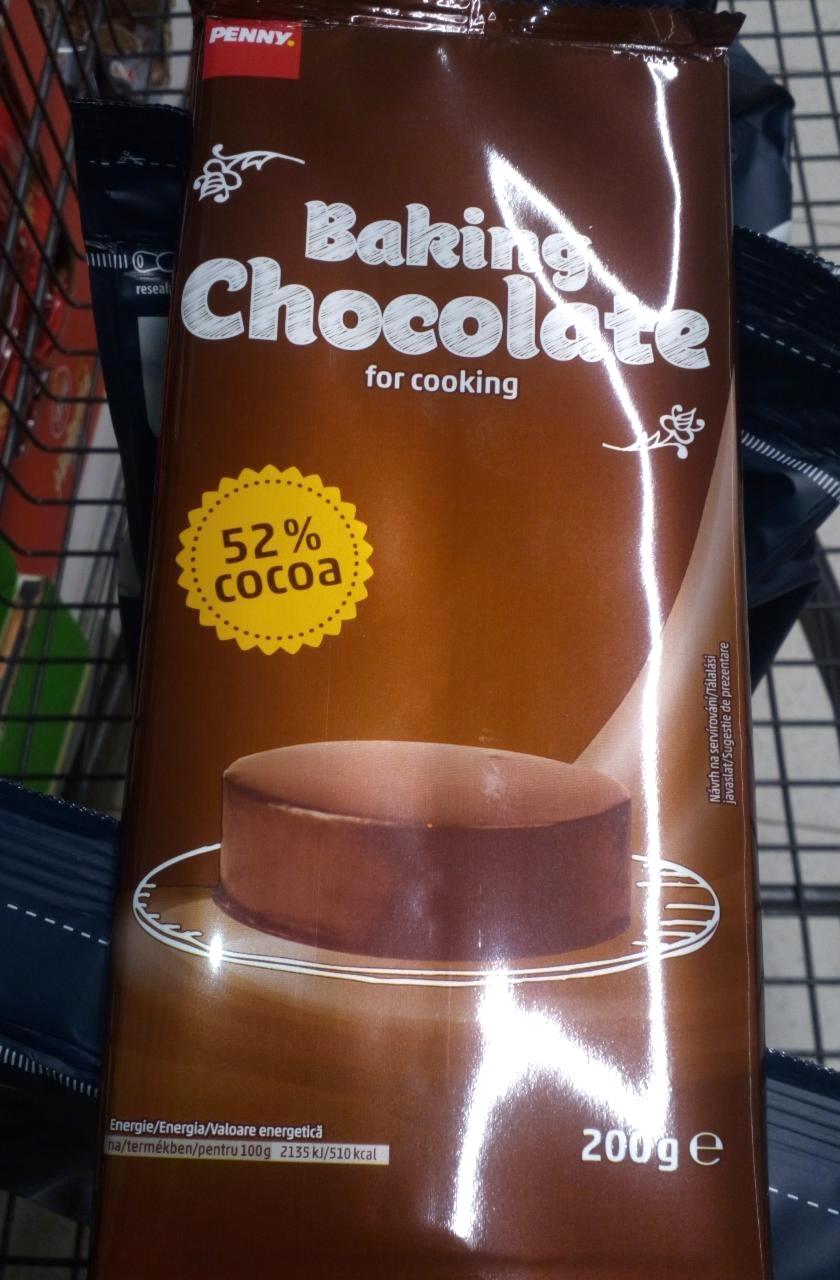 PENNY.
Baking
Chocolate
for cooking
52%
cocoa
Návrh na servírování/Tálalási
javaslat/Sugestie de prezentare
Energie/Energia/Valoare energetică
na/termékben/pentru 100g 2135 kJ/510 kcal
200g ℮